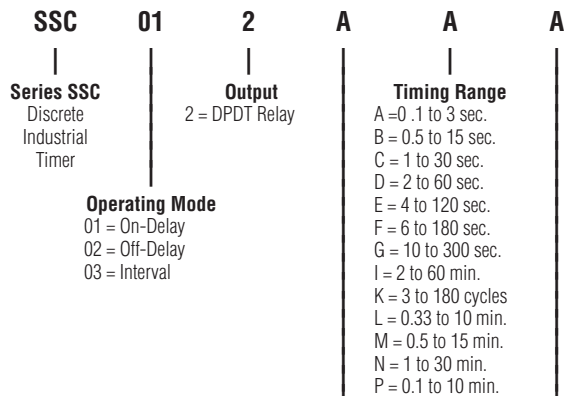 SSC 01 2 A A A
Series SSC
Discrete
Industrial
Timer
Output
2 = DPDT Relay
Timing Range
A =0 .1 to 3 sec.
B = 0.5 to 15 sec.
C = 1 to 30 sec.
D = 2 to 60 sec.
E = 4 to 120 sec.
F = 6 to 180 sec.
G = 10 to 300 sec.
I = 2 to 60 min.
K = 3 to 180 cycles
L = 0.33 to 10 min.
M = 0.5 to 15 min.
N = 1 to 30 min.
P = 0.1 to 10 min.
Operating Mode
01 = On-Delay
02 = Off-Delay
03 = Interval